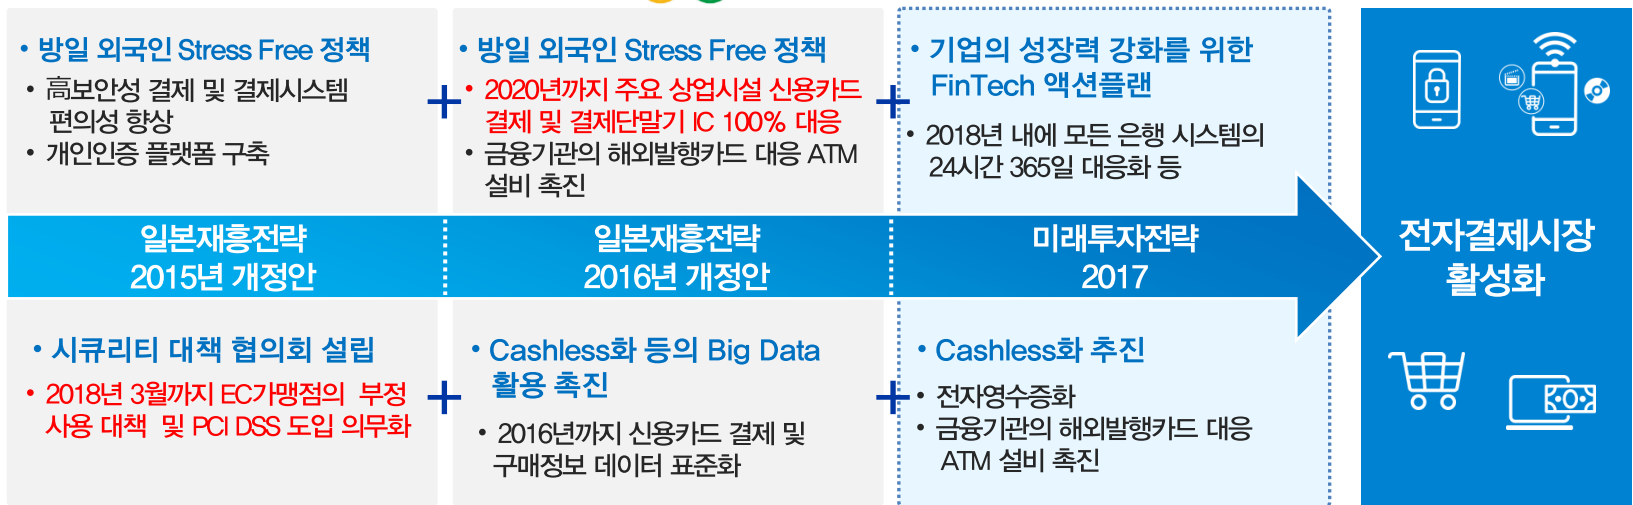 • 방일 외국인 Stress Free 정책
• 高보안성 결제 및 결제시스템
편의성 향상
• 개인인증 플랫폼 구축
+
• 방일 외국인 Stress Free 정책
• 2020년까지 주요 상업시설 신용카드
결제 및 결제단말기 IC 100% 대응
• 금융기관의 해외발행카드 대응 ATM
설비 촉진
+
• 기업의 성장력 강화를 위한
FinTech 액션플랜
• 2018년 내에 모든 은행 시스템의
24시간 365일 대응화 등
일본재흥전략
2015년 개정안
일본재흥전략
2016년 개정안
미래투자전략
2017
전자결제시장
활성화
• 시큐리티 대책 협의회 설립
• 2018년 3월까지 EC가맹점의 부정
사용 대책 및 PCI DSS 도입 의무화
+
• Cashless화 등의 Big Data
활용 촉진
• 2016년까지 신용카드 결제 및
구매정보 데이터 표준화
+
• Cashless화 추진
• 전자영수증화
• 금융기관의 해외발행카드 대응
ATM 설비 촉진